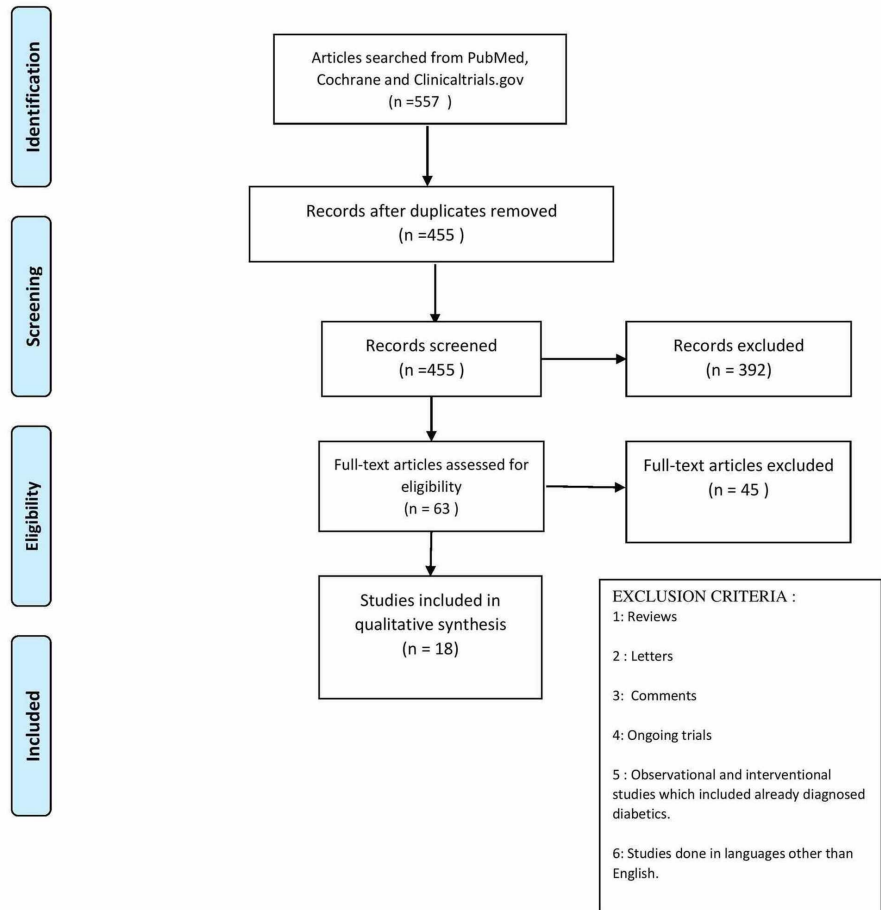 Identification
Articles searched from PubMed,
Cochrane and Clinicaltrials.gov
(n =557 )
Records after duplicates removed
(n =455 )
Screening
Records screened
(n =455 )
Records excluded
(n = 392)
Eligibility
Full-text articles assessed for
eligibility
(n = 63 )
Full-text articles excluded
(n = 45 )
Included
Studies included in
qualitative synthesis
(n = 18)
EXCLUSION CRITERIA :
1: Reviews
2 : Letters
3: Comments
4: Ongoing trials
5 : Observational and interventional
studies which included already diagnosed
diabetics.
6: Studies done in languages other than
English.